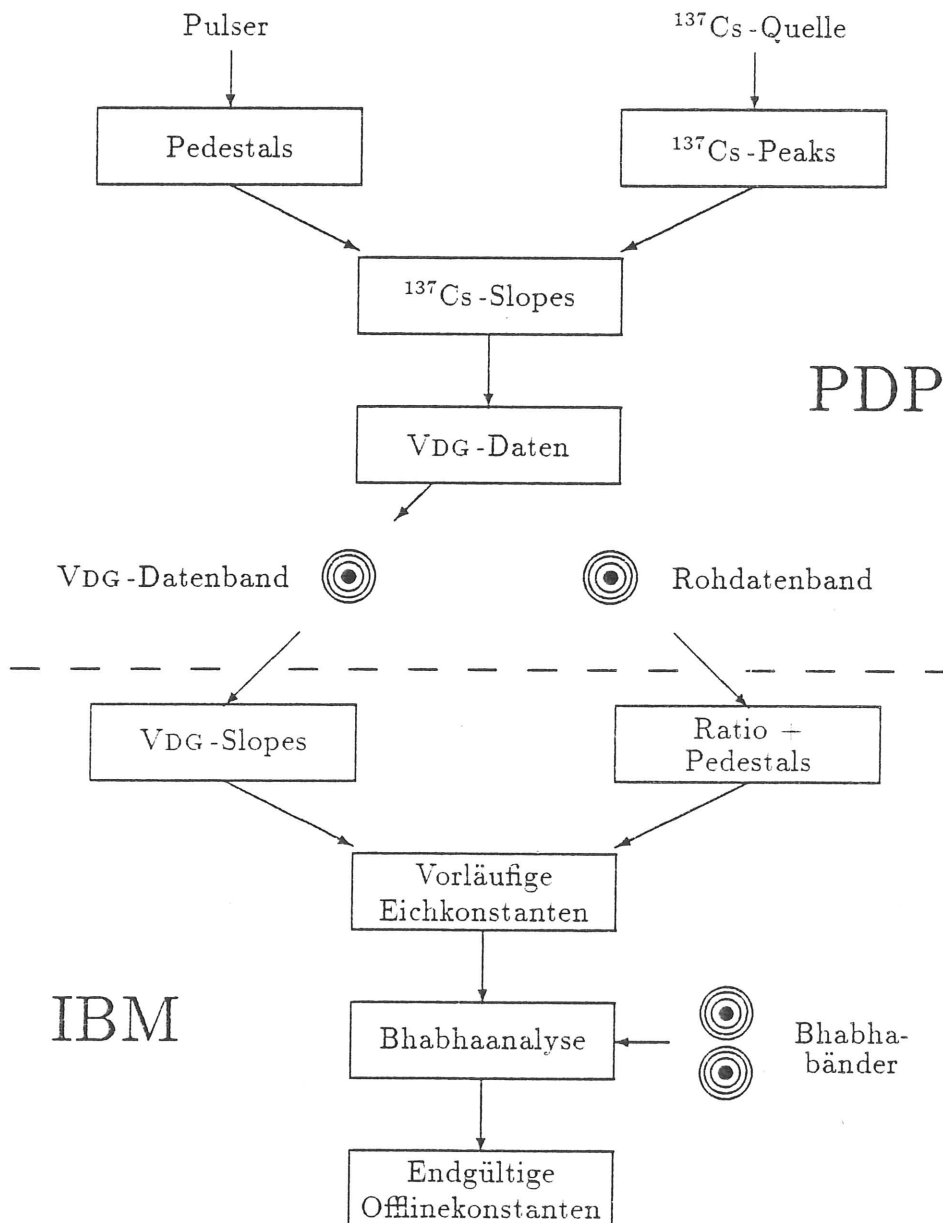 Pulser
¹³⁷Cs-Quelle
Pedestals
¹³⁷Cs-Peaks
¹³⁷Cs-Slopes
PDP
VDG-Daten
VDG-Datenband
Rohdatenband
VDG-Slopes
Ratio +
Pedestals
Vorläufige
Eichkonstanten
IBM
Bhabhaanalyse
Bhabha-
bänder
Endgültige
Offlinekonstanten